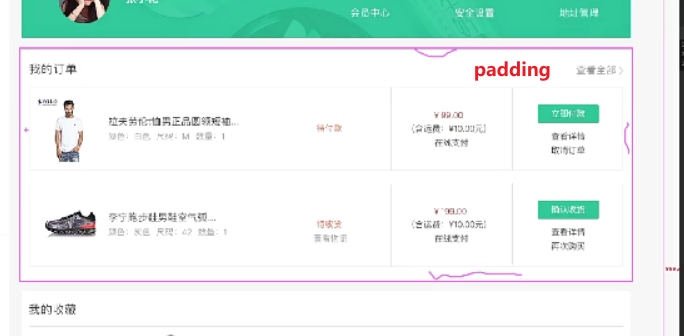 会员中心 安全设置 地址管理
我的订单 padding 查看全部 >
拉夫劳伦t恤男正品圆领短袖...
颜色：白色 尺码：M 数量：1
待付款
¥ 99.00
(含运费：¥10.00元)
在线支付
立即付款
查看详情
取消订单
李宁跑步鞋男鞋空气弧...
颜色：灰色 尺码：42 数量：1
待收货
查看物流
¥ 199.00
(含运费：¥10.00元)
在线支付
确认收货
查看详情
再次购买
我的收藏